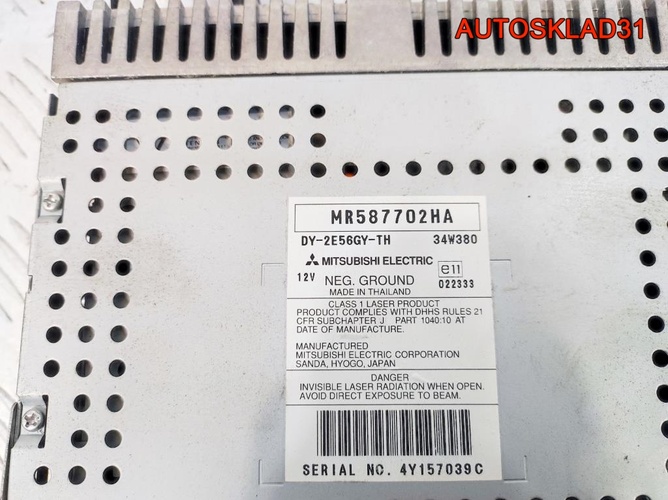 AUTOSKLAD31
MR587702HA
DY-2E56GY-TH 34W380
MITSUBISHI ELECTRIC e11
12V NEG. GROUND 022333
MADE IN THAILAND
CLASS 1 LASER PRODUCT
PRODUCT COMPLIES WITH DHHS RULES 21
CFR SUBCHAPTER J PART 1040:10 AT
DATE OF MANUFACTURE.
MANUFACTURED
MITSUBISHI ELECTRIC CORPORATION
SANDA, HYOGO, JAPAN
DANGER
INVISIBLE LASER RADIATION WHEN OPEN.
AVOID DIRECT EXPOSURE TO BEAM.
SERIAL NO. 4Y157039C